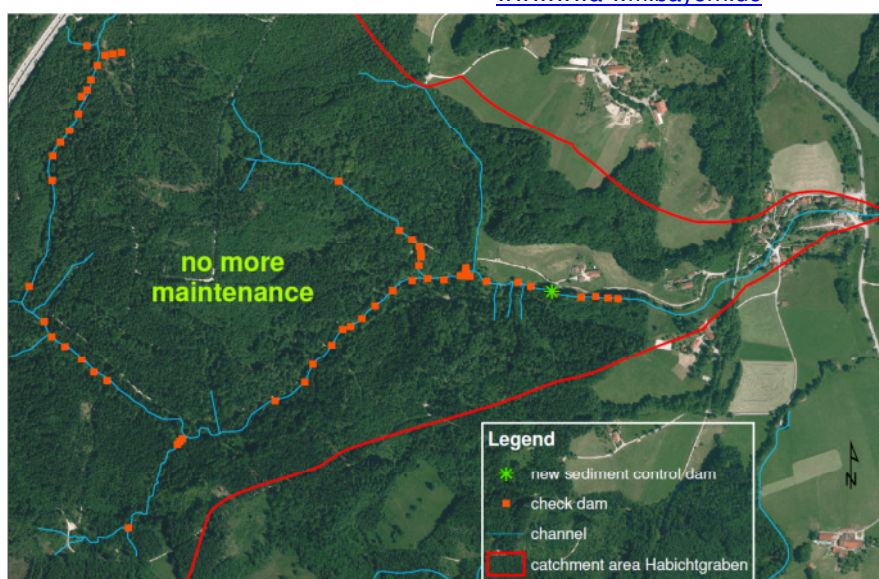 no more
maintenance
Legend
new sediment control dam
check dam
channel
catchment area Habichtgraben